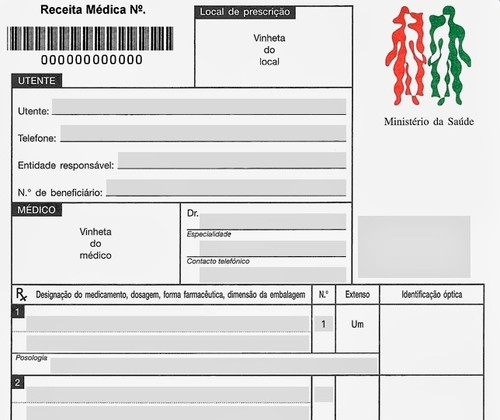 Receita Médica Nº.
000000000000
Local de prescrição
Vinheta
do
local
Ministério da Saúde
UTENTE
Utente:
Telefone:
Entidade responsável:
N.º de beneficiário:
MÉDICO
Vinheta
do
médico
Dr.
Especialidade
Contacto telefónico
Rx Designação do medicamento, dosagem, forma farmacêutica, dimensão da embalagem N.º Extenso Identificação óptica
1
1 Um
Posologia
2